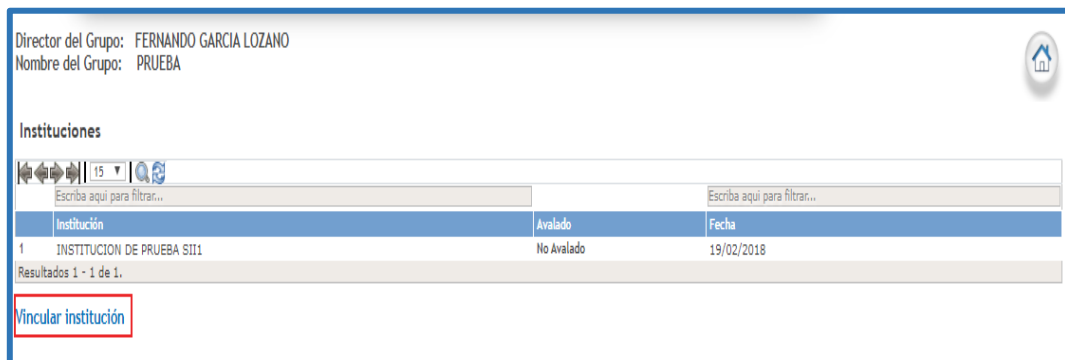 Director del Grupo: FERNANDO GARCIA LOZANO
Nombre del Grupo: PRUEBA
Instituciones
15
Escriba aqui para filtrar... Escriba aqui para filtrar...
Institución Avalado Fecha
1 INSTITUCION DE PRUEBA SII1 No Avalado 19/02/2018
Resultados 1 - 1 de 1.
Vincular institución